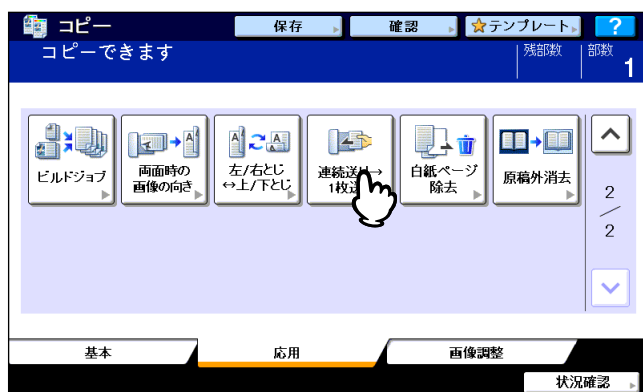 コピー
保存
確認
テンプレート
?
コピーできます
残部数
部数
1
ビルドジョブ
両面時の
画像の向き
左/右とじ
↔上/下とじ
連続送り→
1枚送
白紙ページ
除去
原稿外消去
2
/
2
基本
応用
画像調整
状況確認